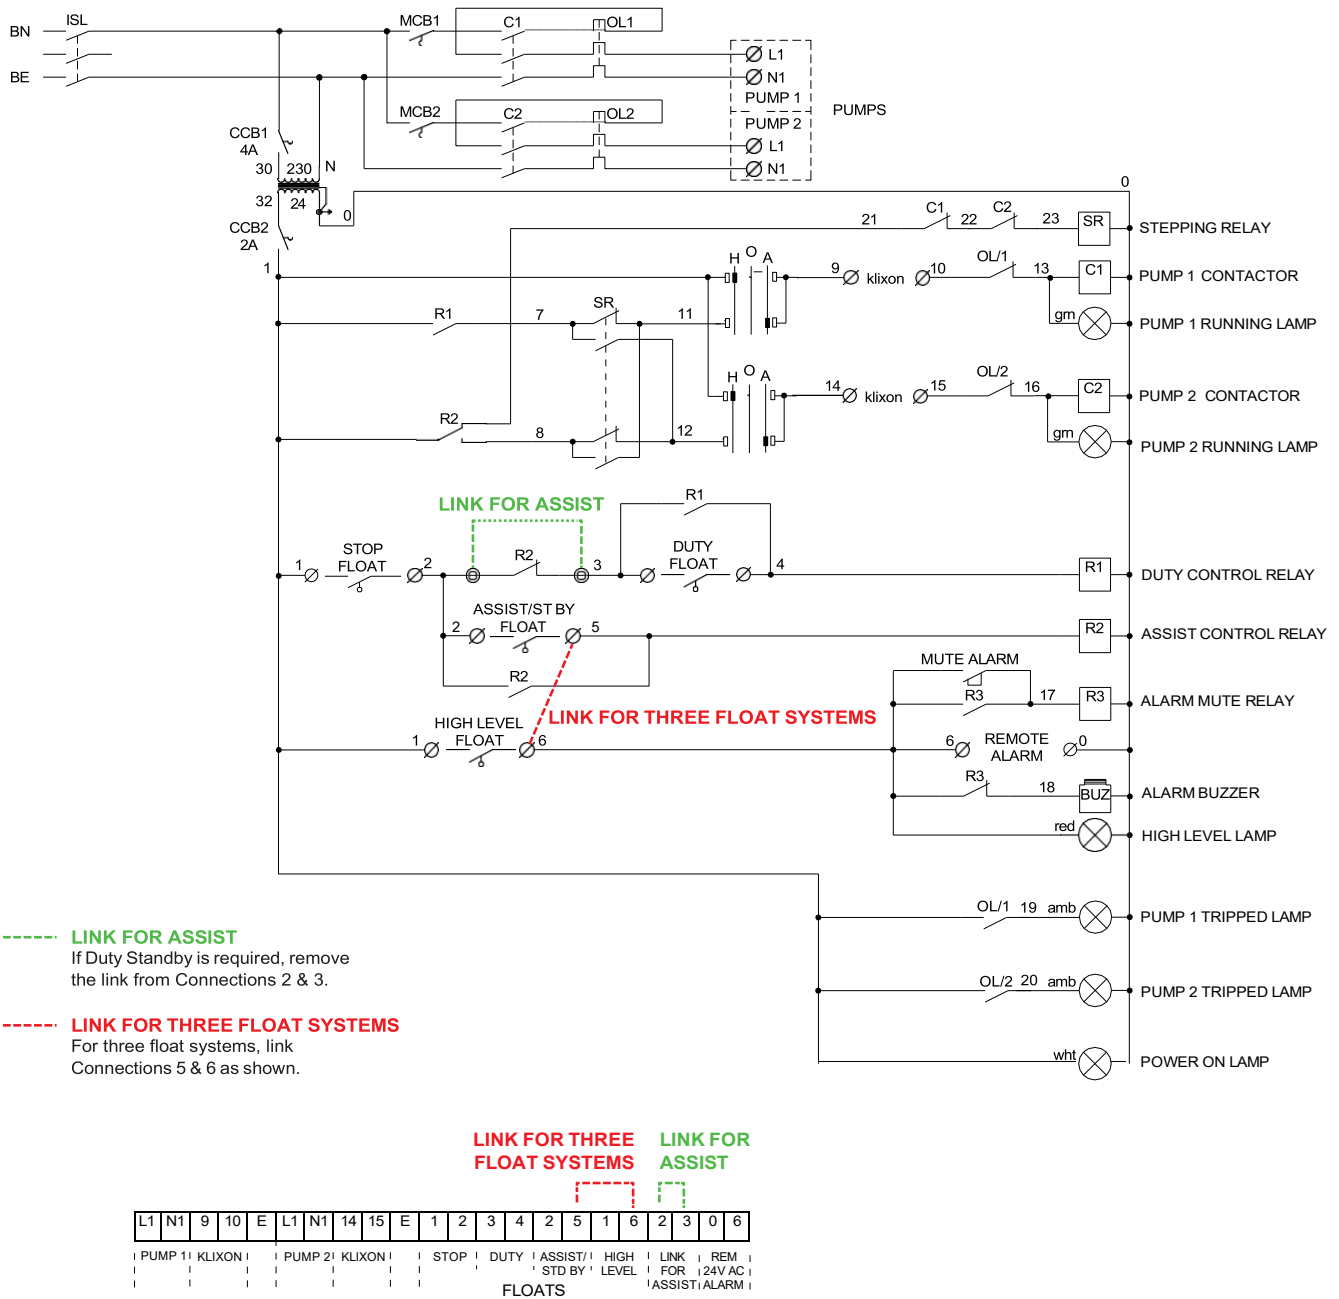 BN
ISL
MCB1
C1
OL1
L1
BE
N1
PUMP 1
PUMPS
MCB2
C2
OL2
PUMP 2
L1
N1
CCB1
4A
30
230
N
32
24
0
0
CCB2
2A
21
C1
22
C2
23
SR
STEPPING RELAY
1
H
O
A
9
klixon
10
OL/1
13
C1
PUMP 1 CONTACTOR
R1
7
SR
11
grn
PUMP 1 RUNNING LAMP
H
O
A
14
klixon
15
OL/2
16
C2
PUMP 2 CONTACTOR
R2
8
12
grn
PUMP 2 RUNNING LAMP
LINK FOR ASSIST
R1
1
STOP
FLOAT
2
R2
3
DUTY
FLOAT
4
R1
DUTY CONTROL RELAY
ASSIST/ST BY
2
FLOAT
5
R2
ASSIST CONTROL RELAY
R2
MUTE ALARM
R3
17
R3
ALARM MUTE RELAY
LINK FOR THREE FLOAT SYSTEMS
1
HIGH LEVEL
FLOAT
6
6
REMOTE
ALARM
0
R3
18
BUZ
ALARM BUZZER
red
HIGH LEVEL LAMP
OL/1
19
amb
PUMP 1 TRIPPED LAMP
OL/2
20
amb
PUMP 2 TRIPPED LAMP
wht
POWER ON LAMP
LINK FOR ASSIST
If Duty Standby is required, remove
the link from Connections 2 & 3.
LINK FOR THREE FLOAT SYSTEMS
For three float systems, link
Connections 5 & 6 as shown.
LINK FOR THREE
FLOAT SYSTEMS
LINK FOR
ASSIST
L1 N1 9 10 E L1 N1 14 15 E 1 2 3 4 2 5 1 6 2 3 0 6
PUMP 1
KLIXON
PUMP 2
KLIXON
STOP
DUTY
ASSIST/
STD BY
HIGH
LEVEL
LINK
FOR
ASSIST
REM
24V AC
ALARM
FLOATS